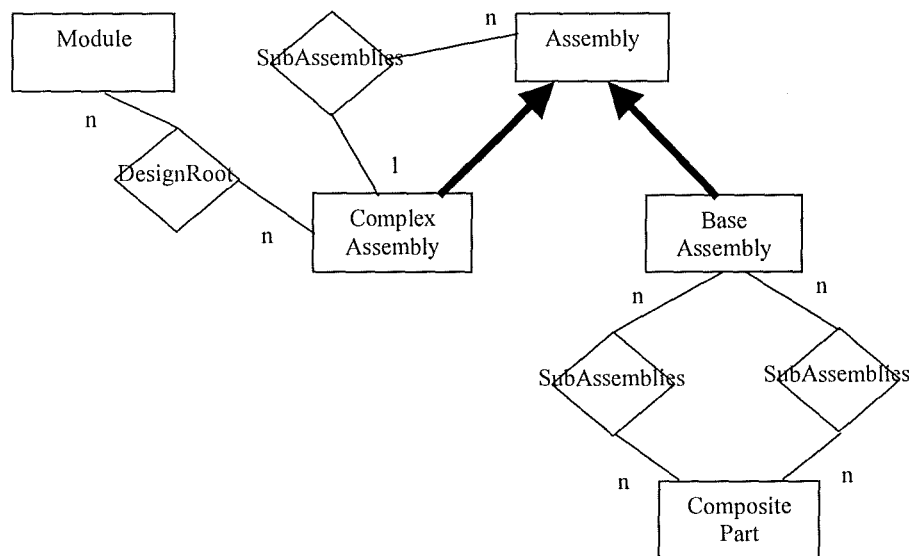 Module
n
SubAssemblies
n
Assembly
DesignRoot
n
1
Complex
Assembly
Base
Assembly
n
n
SubAssemblies
SubAssemblies
n
n
Composite
Part